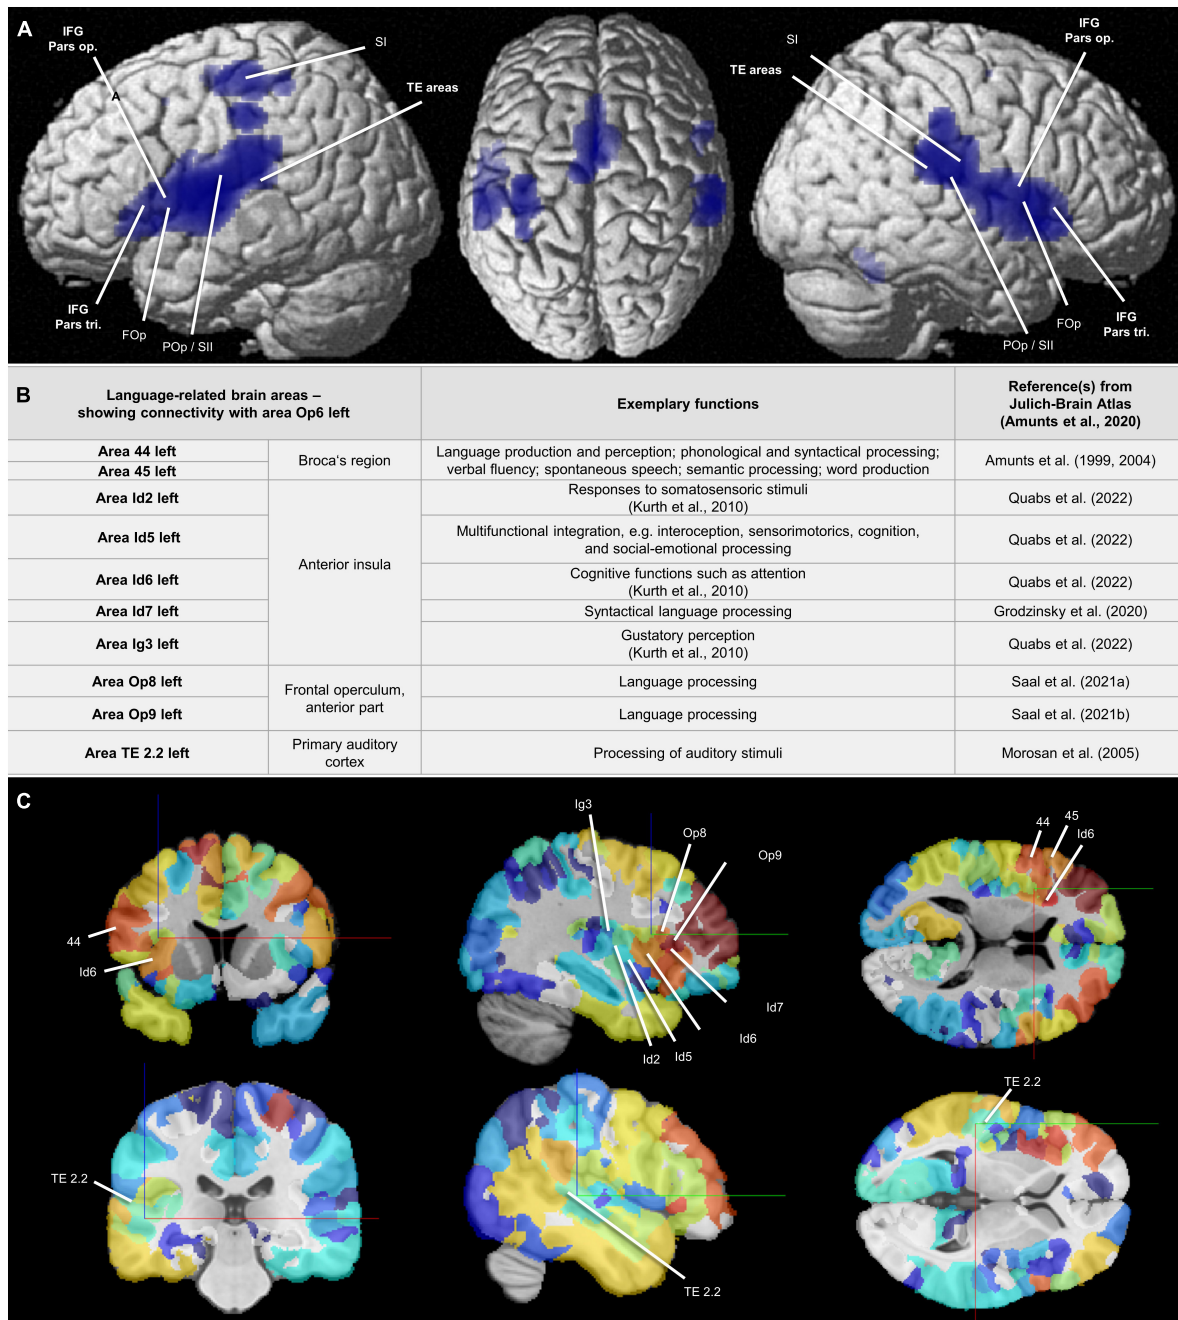 A
IFG
Pars op.
SI
TE areas
A
IFG
Pars tri.
FOp
POp / SII
SI
TE areas
IFG
Pars op.
POp / SII
FOp
IFG
Pars tri.
B
Language-related brain areas –
showing connectivity with area Op6 left
Exemplary functions
Reference(s) from
Julich-Brain Atlas
(Amunts et al., 2020)
Area 44 left
Area 45 left
Broca‘s region
Language production and perception; phonological and syntactical processing;
verbal fluency; spontaneous speech; semantic processing; word production
Amunts et al. (1999, 2004)
Area Id2 left
Anterior insula
Responses to somatosensoric stimuli
(Kurth et al., 2010)
Quabs et al. (2022)
Area Id5 left
Multifunctional integration, e.g. interoception, sensorimotorics, cognition,
and social-emotional processing
Quabs et al. (2022)
Area Id6 left
Cognitive functions such as attention
(Kurth et al., 2010)
Quabs et al. (2022)
Area Id7 left
Syntactical language processing
Grodzinsky et al. (2020)
Area Ig3 left
Gustatory perception
(Kurth et al., 2010)
Quabs et al. (2022)
Area Op8 left
Frontal operculum,
anterior part
Language processing
Saal et al. (2021a)
Area Op9 left
Language processing
Saal et al. (2021b)
Area TE 2.2 left
Primary auditory
cortex
Processing of auditory stimuli
Morosan et al. (2005)
C
44
Id6
Ig3
Op8
Op9
Id7
Id6
Id5
Id2
44
45
Id6
TE 2.2
TE 2.2
TE 2.2